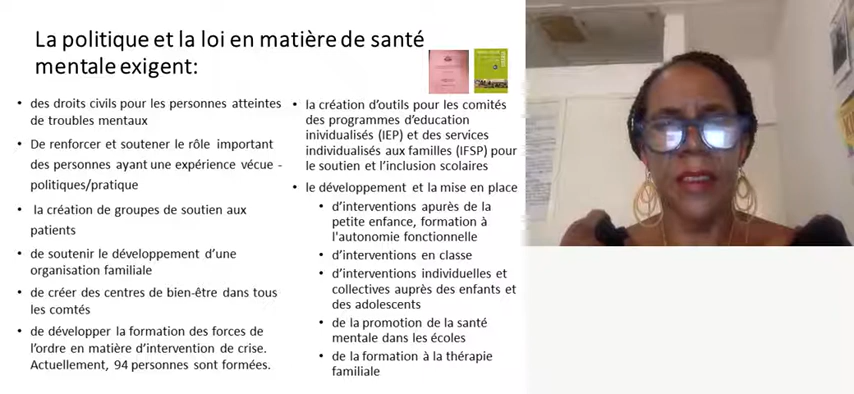 La politique et la loi en matière de santé
mentale exigent:
• des droits civils pour les personnes atteintes
de troubles mentaux
• De renforcer et soutenir le rôle important
des personnes ayant une expérience vécue -
politiques/pratique
• la création de groupes de soutien aux
patients
• de soutenir le développement d’une
organisation familiale
• de créer des centres de bien-être dans tous
les comtés
• de développer la formation des forces de
l’ordre en matière d’intervention de crise.
Actuellement, 94 personnes sont formées.
• la création d’outils pour les comités
des programmes d’education
inividualisés (IEP) et des services
individualisés aux familles (IFSP) pour
le soutien et l’inclusion scolaires
• le développement et la mise en place
• d’interventions apurès de la
petite enfance, formation à
l'autonomie fonctionnelle
• d’interventions en classe
• d’interventions individuelles et
collectives auprès des enfants et
des adolescents
• de la promotion de la santé
mentale dans les écoles
• de la formation à la thérapie
familiale